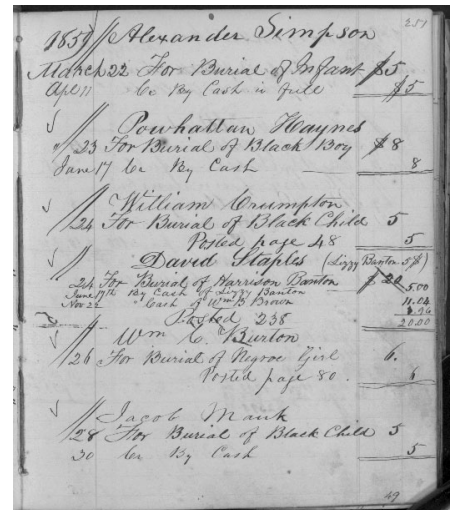 251
1851 // Alexander Simpson
March 22 For Burial of Infant $5
Apl 11 Cr By Cash in full $5
// Powhattan Haynes
" 23 For Burial of Black Boy $8
June 17 Cr By Cash 8
// William Crumpton
24 For Burial of Black Child 5
Posted page 48 5
// David Staples (Lizzy Banton 5$)
24 For Burial of Harrison Banton $20
June 17th By Cash of Lizzy Banton 5.00
Nov 22 " Cash of Wm B Brown 11.04
Posted 238 3.96
20.00
// Wm C. Burton
26 For Burial of Negroe Girl 6.
Posted page 80. 6
// Jacob Mank
28 For Burial of Black Child 5
30 Cr By Cash 5
49